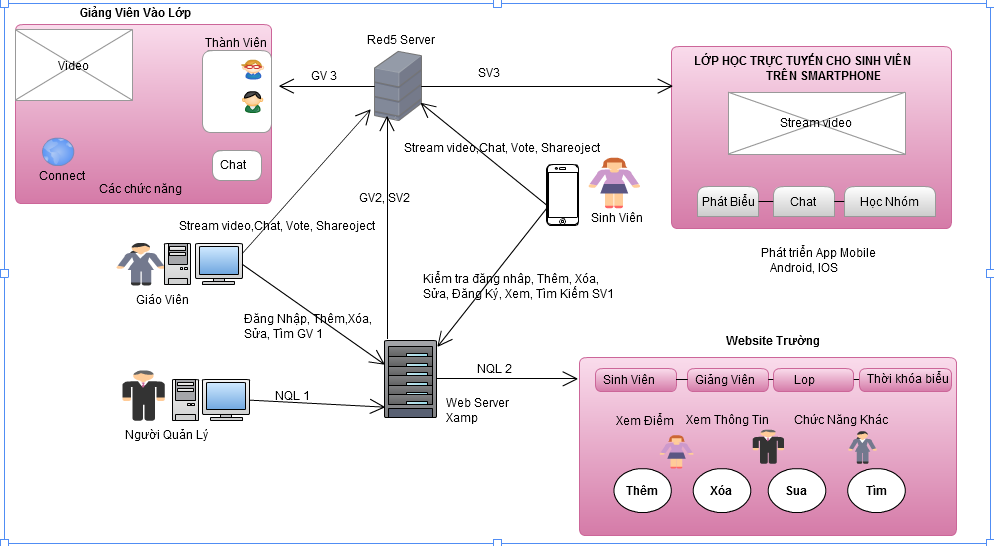 Giảng Viên Vào Lớp
Video
Thành Viên
Connect
Chat
Các chức năng
Red5 Server
GV 3
SV3
LỚP HỌC TRỰC TUYẾN CHO SINH VIÊN
TRÊN SMARTPHONE
Stream video
Phát Biểu
Chat
Học Nhóm
Phát triển App Mobile
Android, IOS
Stream video,Chat, Vote, Shareoject
Sinh Viên
GV2, SV2
Stream video,Chat, Vote, Shareoject
Giáo Viên
Kiểm tra đăng nhập, Thêm, Xóa,
Sửa, Đăng Ký, Xem, Tìm Kiếm SV1
Đăng Nhập, Thêm,Xóa,
Sửa, Tìm GV 1
Người Quản Lý
NQL 1
Web Server
Xamp
NQL 2
Website Trường
Sinh Viên
Giảng Viên
Lop
Thời khóa biểu
Xem Điểm
Xem Thông Tin
Chức Năng Khác
Thêm
Xóa
Sua
Tìm